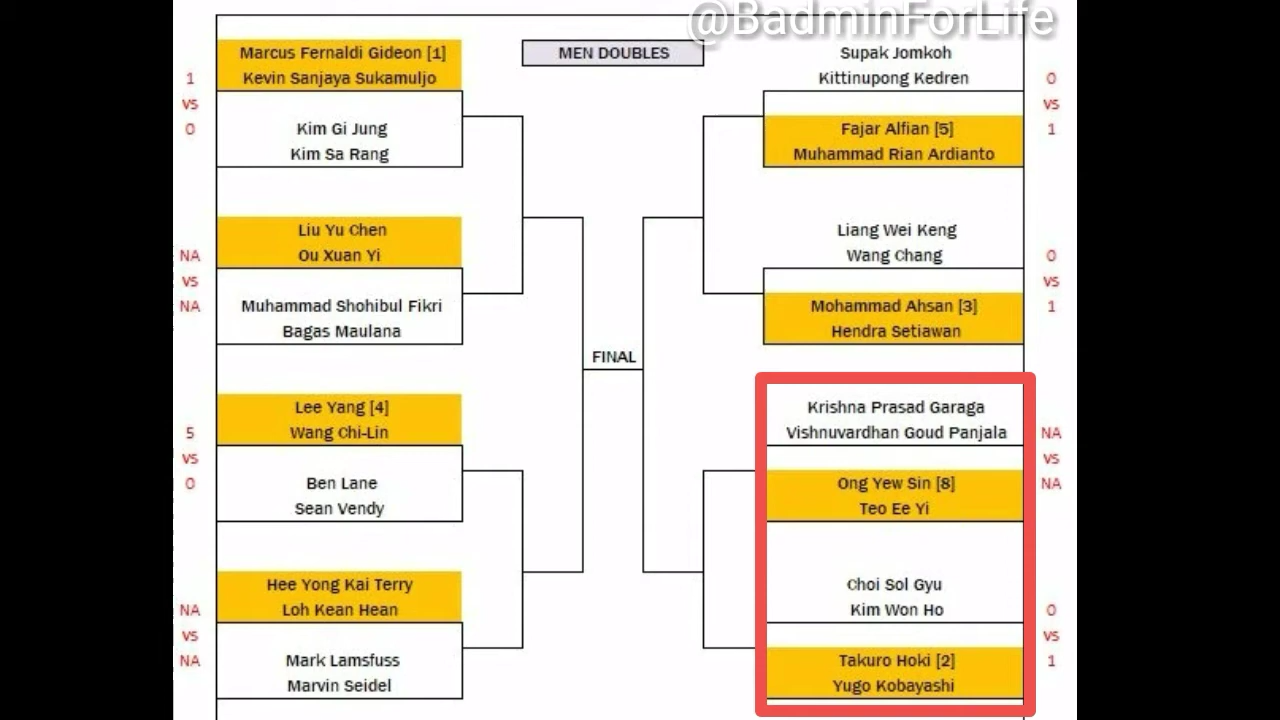 @BadminForLife
MEN DOUBLES
Marcus Fernaldi Gideon [1]
Kevin Sanjaya Sukamuljo
1
vs
0
Kim Gi Jung
Kim Sa Rang
Liu Yu Chen
Ou Xuan Yi
NA
vs
NA
Muhammad Shohibul Fikri
Bagas Maulana
Lee Yang [4]
Wang Chi-Lin
5
vs
0
Ben Lane
Sean Vendy
Hee Yong Kai Terry
Loh Kean Hean
NA
vs
NA
Mark Lamsfuss
Marvin Seidel
FINAL
Supak Jomkoh
Kittinupong Kedren
0
vs
1
Fajar Alfian [5]
Muhammad Rian Ardianto
Liang Wei Keng
Wang Chang
0
vs
1
Mohammad Ahsan [3]
Hendra Setiawan
Krishna Prasad Garaga
Vishnuvardhan Goud Panjala
NA
vs
NA
Ong Yew Sin [8]
Teo Ee Yi
Choi Sol Gyu
Kim Won Ho
0
vs
1
Takuro Hoki [2]
Yugo Kobayashi